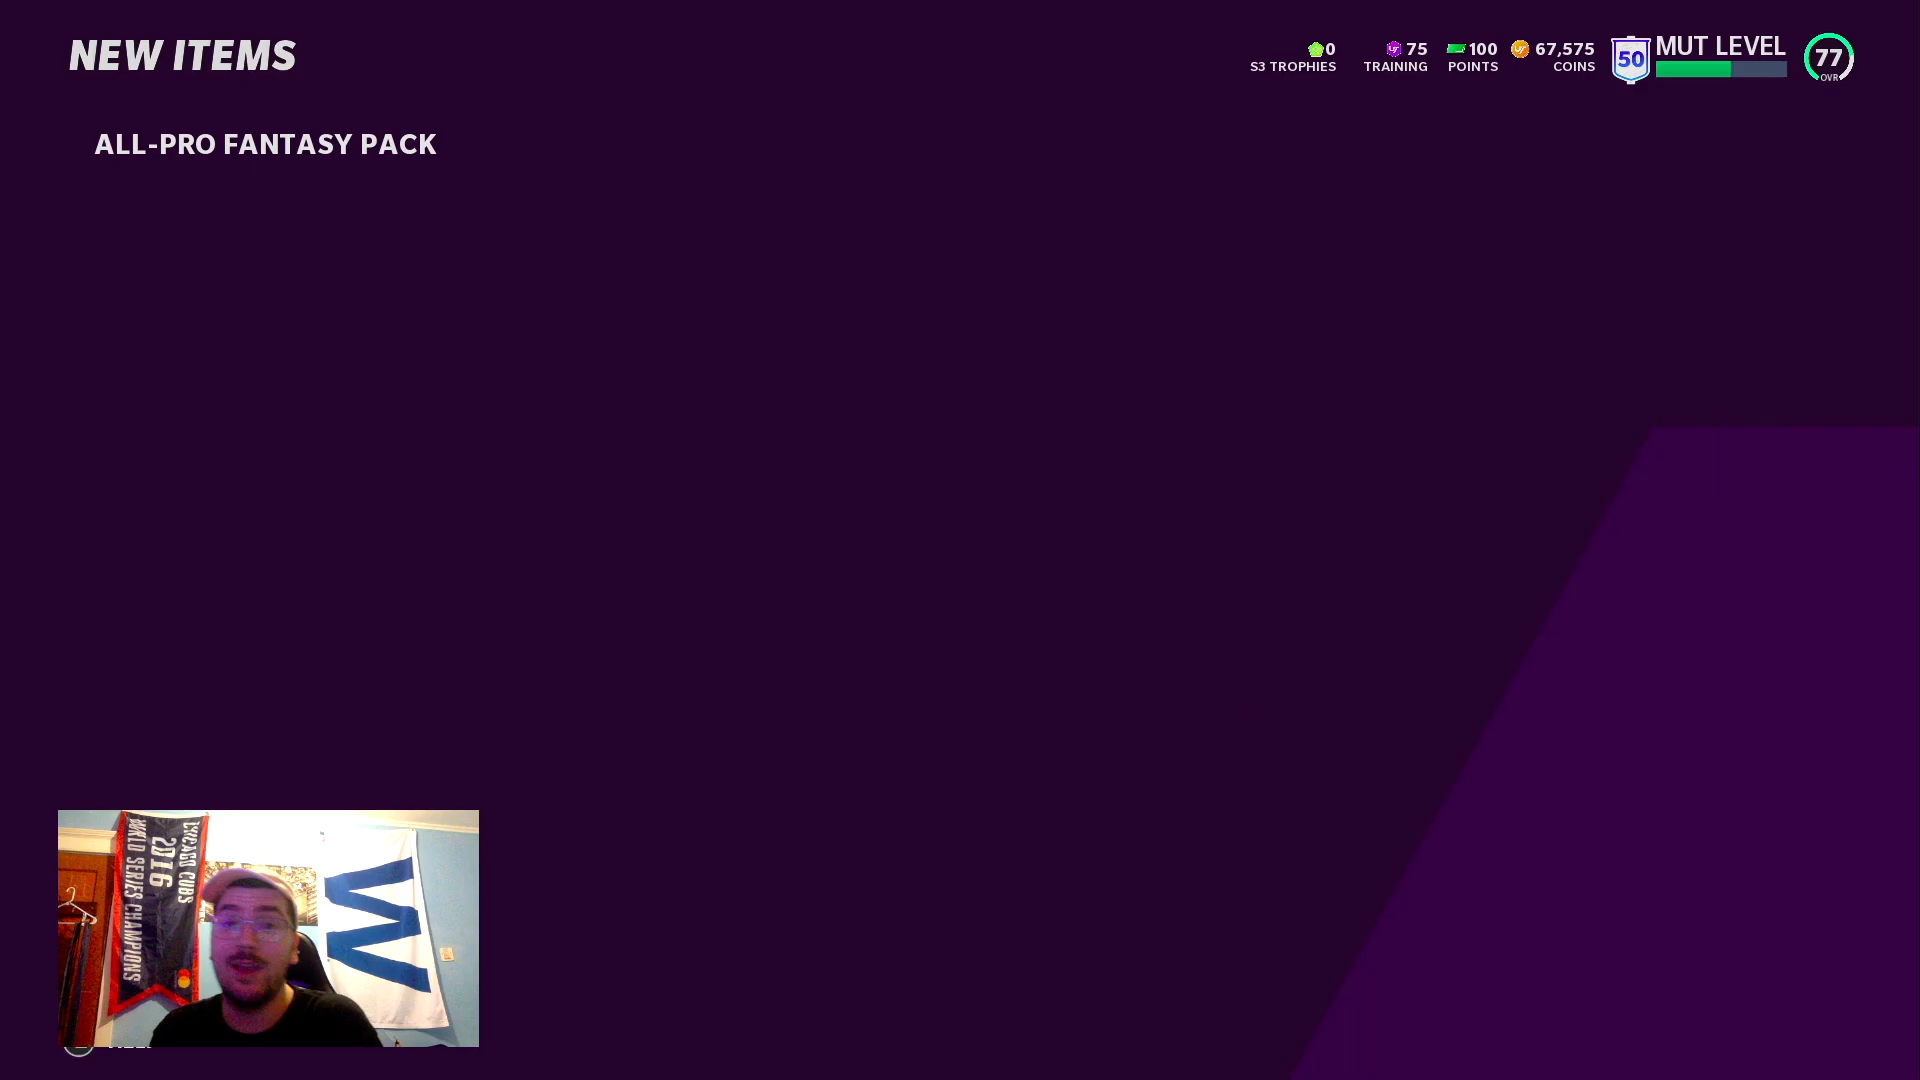 NEW ITEMS
0
S3 TROPHIES
75
TRAINING
100
POINTS
67,575
COINS
50
MUT LEVEL
77
OVR
ALL-PRO FANTASY PACK
CHICAGO CUBS
2016
WORLD SERIES CHAMPIONS
W